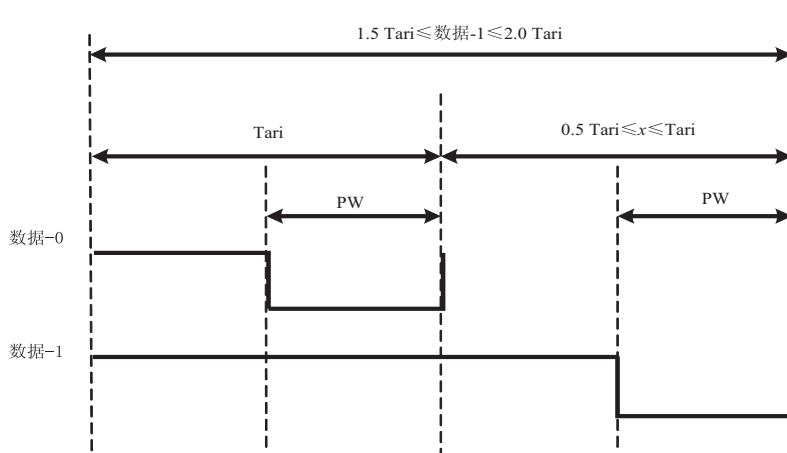 1.5 Tari≤数据-1≤2.0 Tari
Tari
0.5 Tari≤x≤Tari
PW
PW
数据-0
数据-1